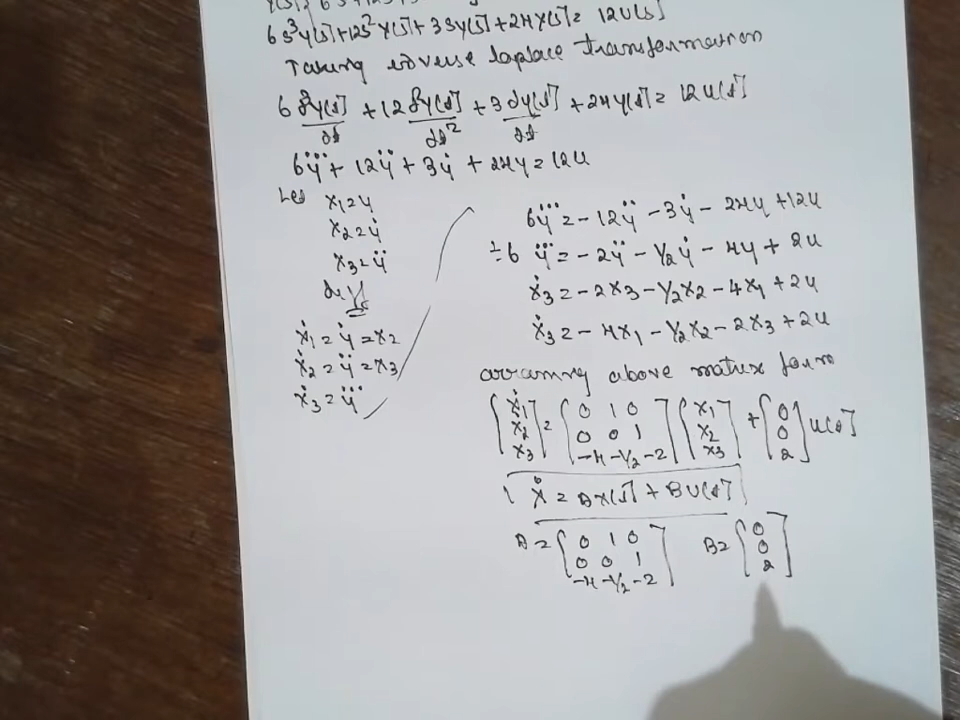 6s³Y[s]+12s²Y[s]+3sY[s]+24Y[s]=12U[s]
Taking inverse laplace transformation
6 d³y[t]/dt + 12 d²y[t]/dt² + 3 dy[t]/dt + 24y[t] = 12u[t]
6y⃛ + 12ÿ + 3ẏ + 24y = 12u
Let x₁=y
x₂=ẏ
x₃=ÿ
ẋ₁=ẏ=x₂
ẋ₂=ÿ=x₃
ẋ₃=y⃛
6y⃛=-12ÿ-3ẏ-24y+12u
÷6 y⃛=-2ÿ-1/2ẏ-4y+2u
ẋ₃=-2x₃-1/2x₂-4x₁+2u
ẋ₃=-4x₁-1/2x₂-2x₃+2u
above matrix form
[ẋ₁ = [0 1 0 [x₁ + [0
ẋ₂ 0 0 1 x₂ 0 u[t]
ẋ₃] -4 -1/2 -2] x₃] 2]
Ẋ = AX[t] + BU[t]
A = [0 1 0 B = [0
0 0 1 0
-4 -1/2 -2] 2]